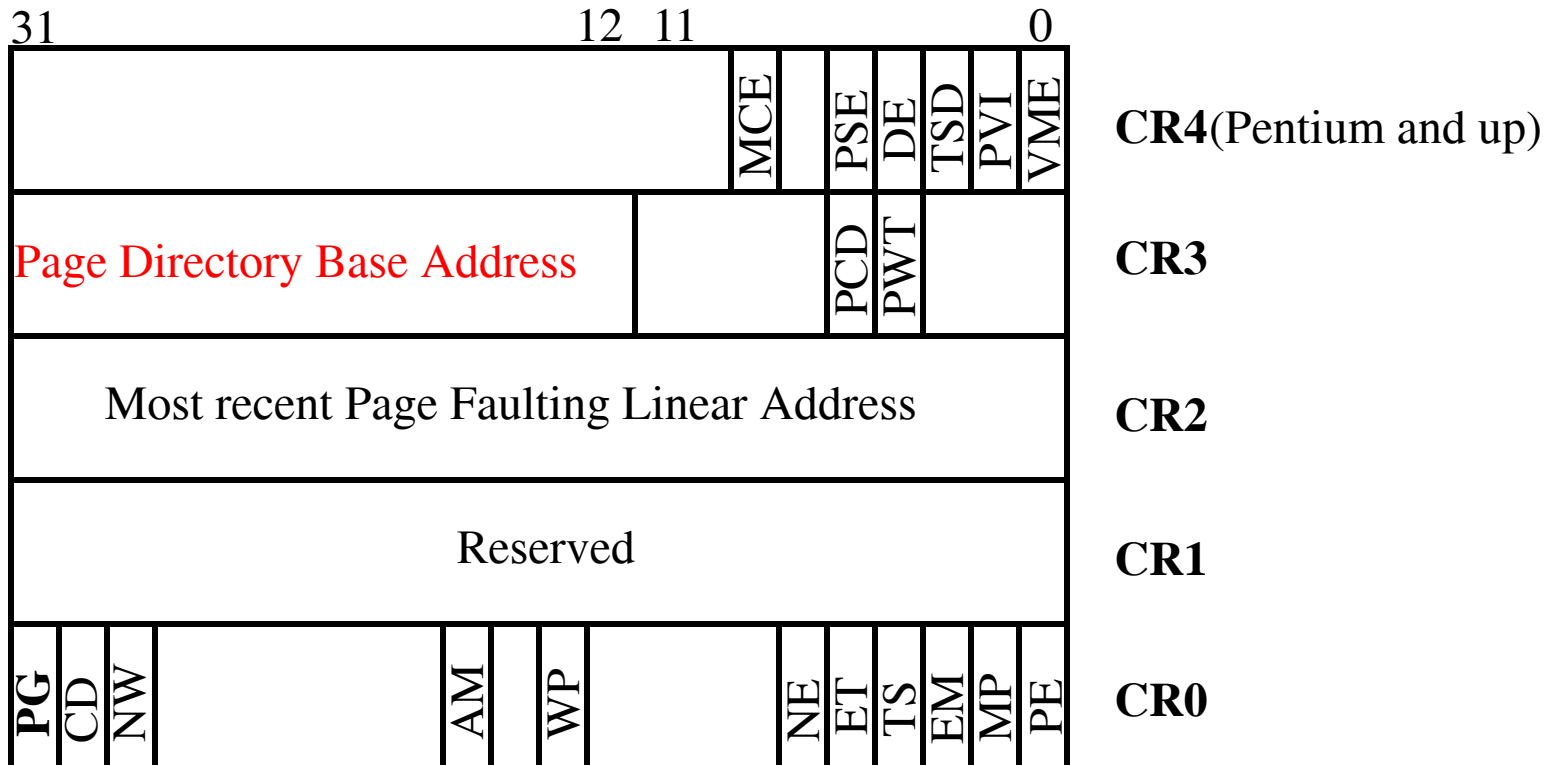 31 12 11 0
MCE PSE DE TSD PVI VME CR4(Pentium and up)
Page Directory Base Address PCD PWT CR3
Most recent Page Faulting Linear Address CR2
Reserved CR1
PG CD NW AM WP NE ET TS EM MP PE CR0